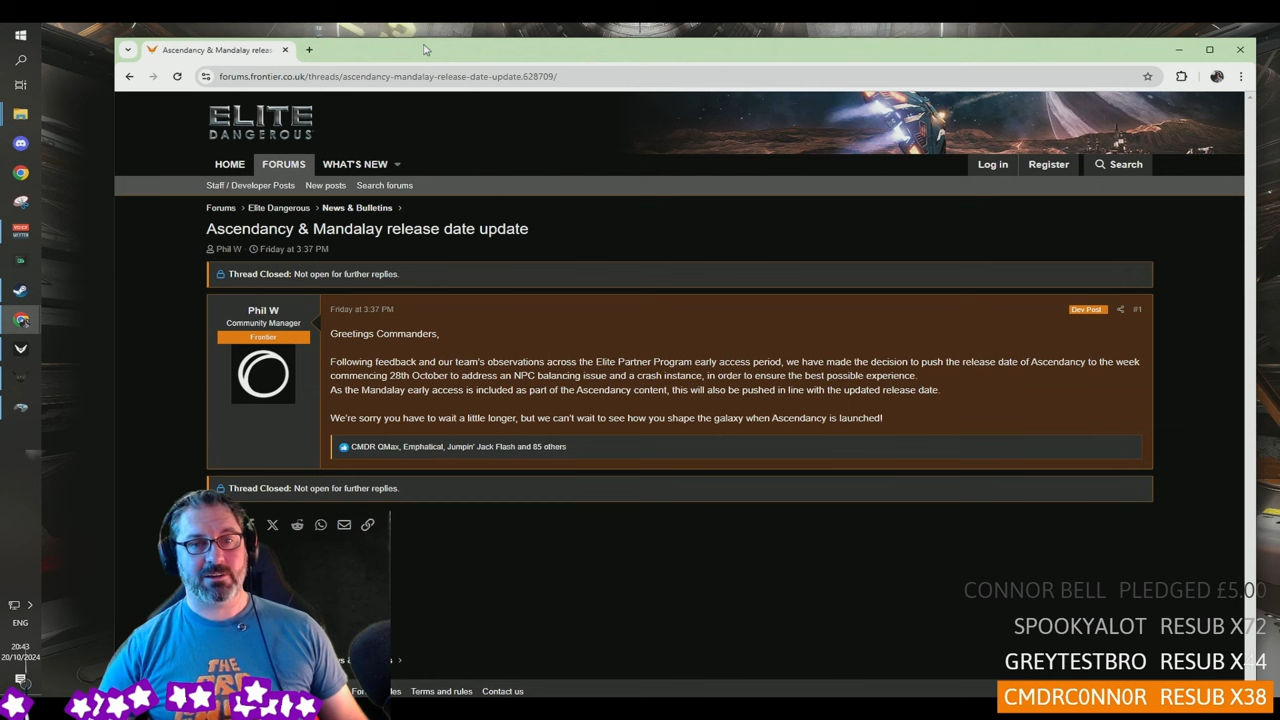 Ascendancy & Mandalay releas
forums.frontier.co.uk/threads/ascendancy-mandalay-release-date-update.628709/
ELITE
DANGEROUS
HOME FORUMS WHAT'S NEW
Log in Register Search
Staff / Developer Posts New posts Search forums
Forums Elite Dangerous News & Bulletins
Ascendancy & Mandalay release date update
Phil W Friday at 3:37 PM
Thread Closed: Not open for further replies.
Phil W
Community Manager
Frontier
Friday at 3:37 PM
Dev Post
#1
Greetings Commanders,
Following feedback and our team's observations across the Elite Partner Program early access period, we have made the decision to push the release date of Ascendancy to the week
commencing 28th October to address an NPC balancing issue and a crash instance, in order to ensure the best possible experience.
As the Mandalay early access is included as part of the Ascendancy content, this will also be pushed in line with the updated release date.
We're sorry you have to wait a little longer, but we can't wait to see how you shape the galaxy when Ascendancy is launched!
CMDR QMax, Emphatical, Jumpin' Jack Flash and 85 others
Thread Closed: Not open for further replies.
CONNOR BELL PLEDGED £5.00
SPOOKYALOT RESUB X72
GREYTESTBRO RESUB X44
CMDRC0NN0R RESUB X38
Terms and rules Contact us
ENG
20:43
20/10/2024
THE